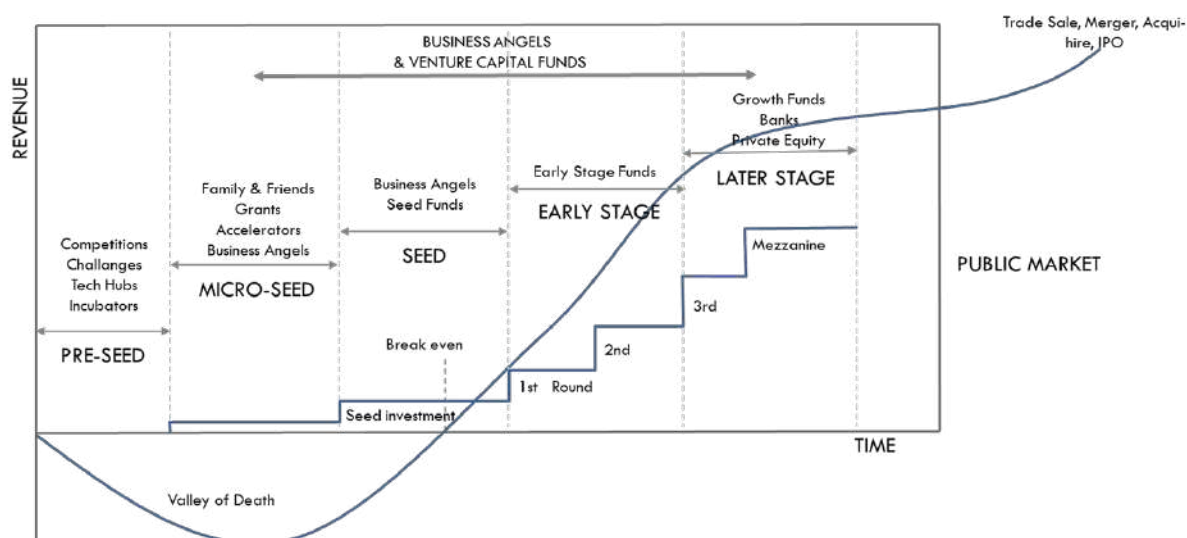 Trade Sale, Merger, Acqui-
hire, IPO
BUSINESS ANGELS
& VENTURE CAPITAL FUNDS
REVENUE
Growth Funds
Banks
Private Equity
LATER STAGE
Early Stage Funds
EARLY STAGE
Business Angels
Seed Funds
SEED
Family & Friends
Grants
Accelerators
Business Angels
MICRO-SEED
Competitions
Challanges
Tech Hubs
Incubators
PRE-SEED
Mezzanine
PUBLIC MARKET
3rd
Break even
2nd
1st Round
Seed investment
TIME
Valley of Death